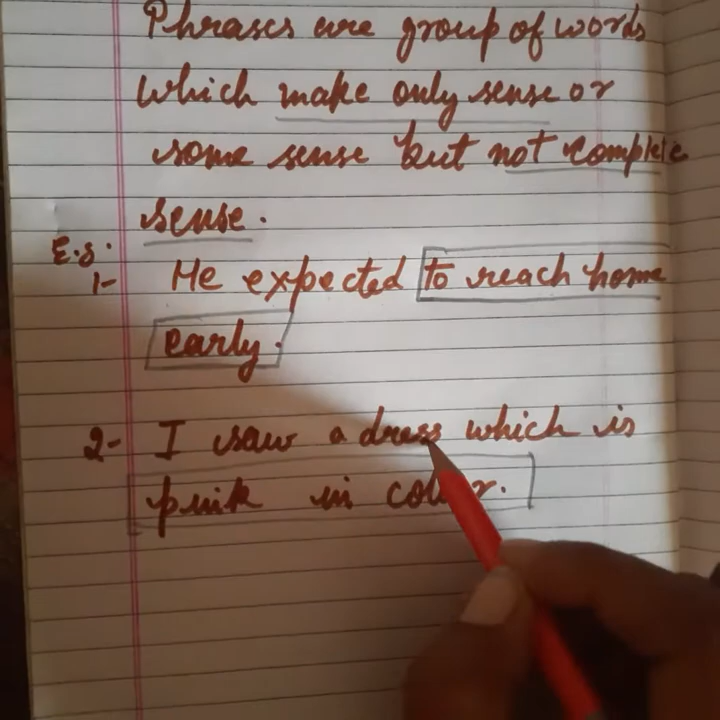 Phrases are group of words
which make only sense or
some sense but not complete
sense.
E.g.
1- He expected to reach home
early.
2- I saw a dress which is
pink in colour.